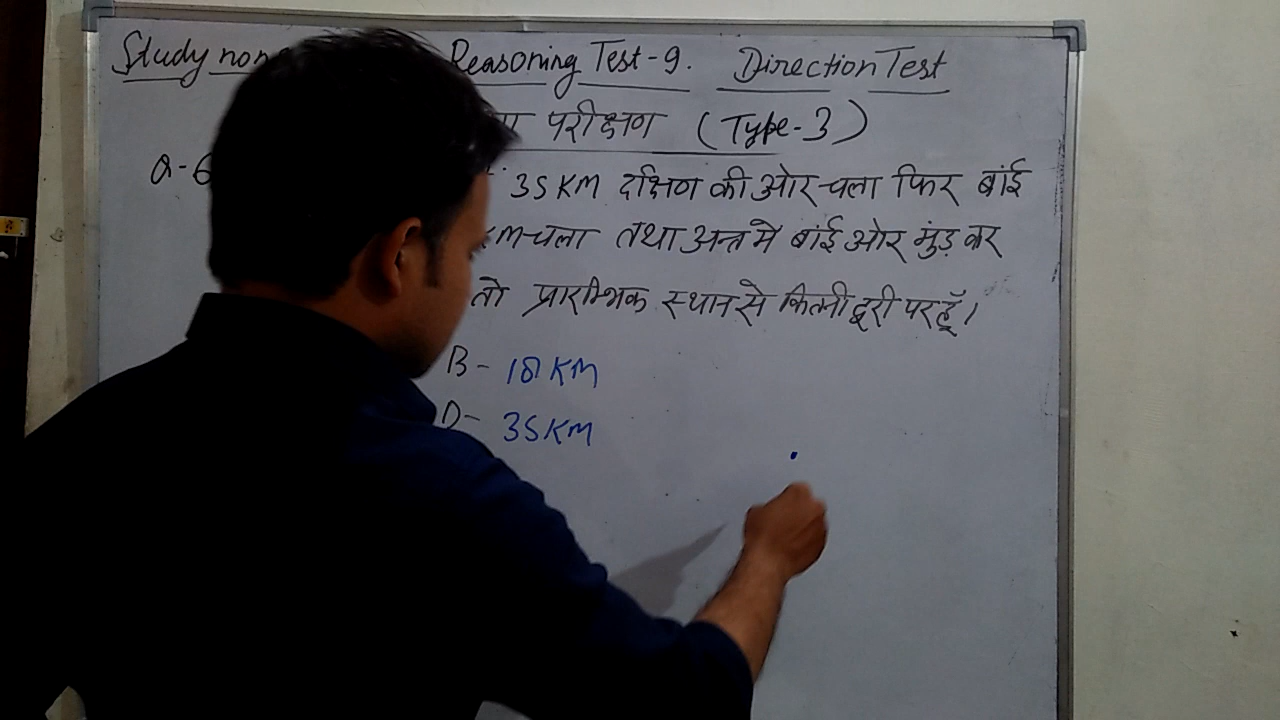 Study non Reasoning Test-9. Direction Test
परीक्षण (Type-3)
Q-6 35 KM दक्षिण की ओर चला फिर बांई
चला तथा अन्त मे बांई ओर मुंड़ कर
तो प्रारम्भिक स्थान से कितनी दूरी पर हूँ।
B- 18 KM
D- 35 KM